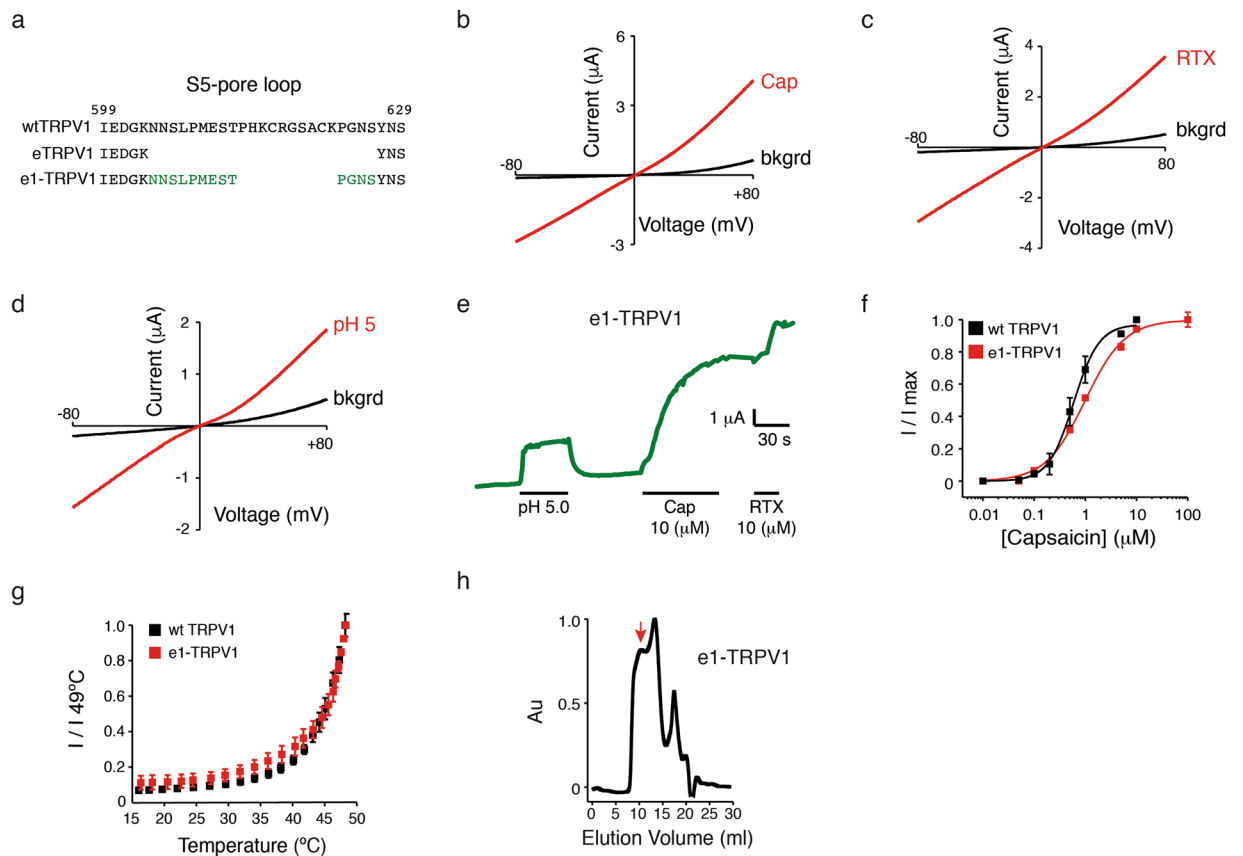 a
S5-pore loop
599 629
wtTRPV1 IEDGKNNSLPMESTPHKCRGSACKPGNSYNS
eTRPV1 IEDGK YNS
e1-TRPV1 IEDGKNNSLPMEST PGNSYNS
b
6
3
-3
Current (μA)
Cap
bkgrd
-80
+80
Voltage (mV)
c
4
2
-2
-4
Current (μA)
RTX
bkgrd
-80
80
Voltage (mV)
d
2
1
-1
-2
Current (μA)
pH 5
bkgrd
-80
+80
Voltage (mV)
e
e1-TRPV1
1 μA
30 s
pH 5.0 Cap RTX
10 (μM) 10 (μM)
f
wt TRPV1
e1-TRPV1
I / I max
1.0
0.8
0.6
0.4
0.2
0
0.01 0.1 1 10 100
[Capsaicin] (μM)
g
wt TRPV1
e1-TRPV1
I / I 49ºC
1.0
0.8
0.6
0.4
0.2
0
15 20 25 30 35 40 45 50
Temperature (ºC)
h
e1-TRPV1
Au
1.0
0.5
0
0 5 10 15 20 25 30
Elution Volume (ml)